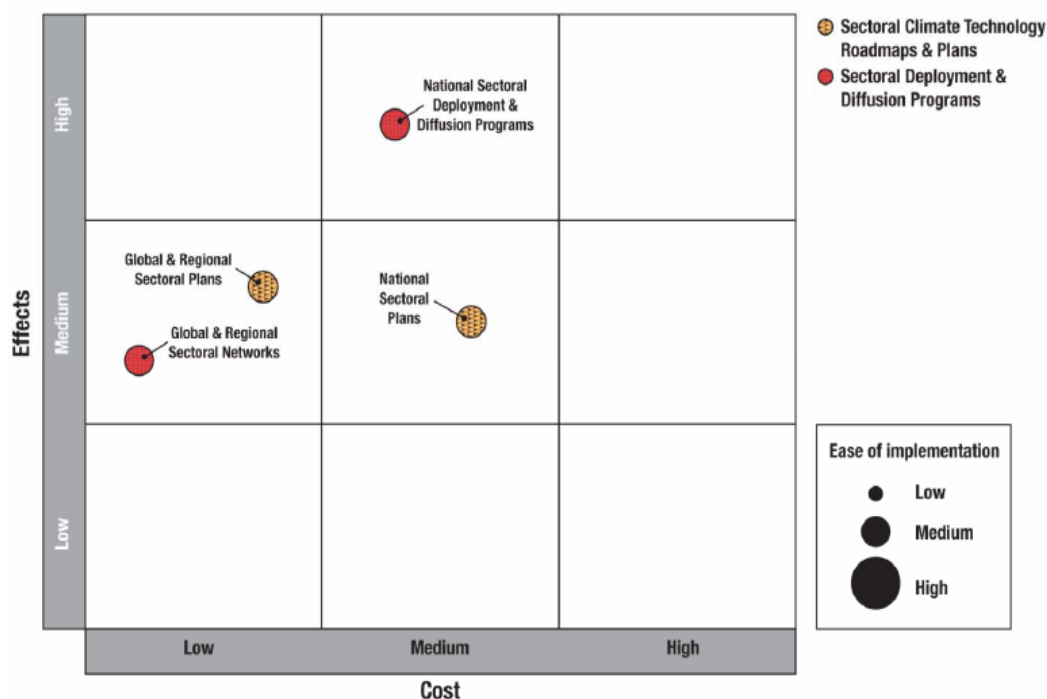 Sectoral Climate Technology
Roadmaps & Plans
Sectoral Deployment &
Diffusion Programs
High
National Sectoral
Deployment &
Diffusion Programs
Effects
Medium
Global & Regional
Sectoral Plans
National
Sectoral
Plans
Global & Regional
Sectoral Networks
Low
Ease of implementation
Low
Medium
High
Low
Medium
High
Cost